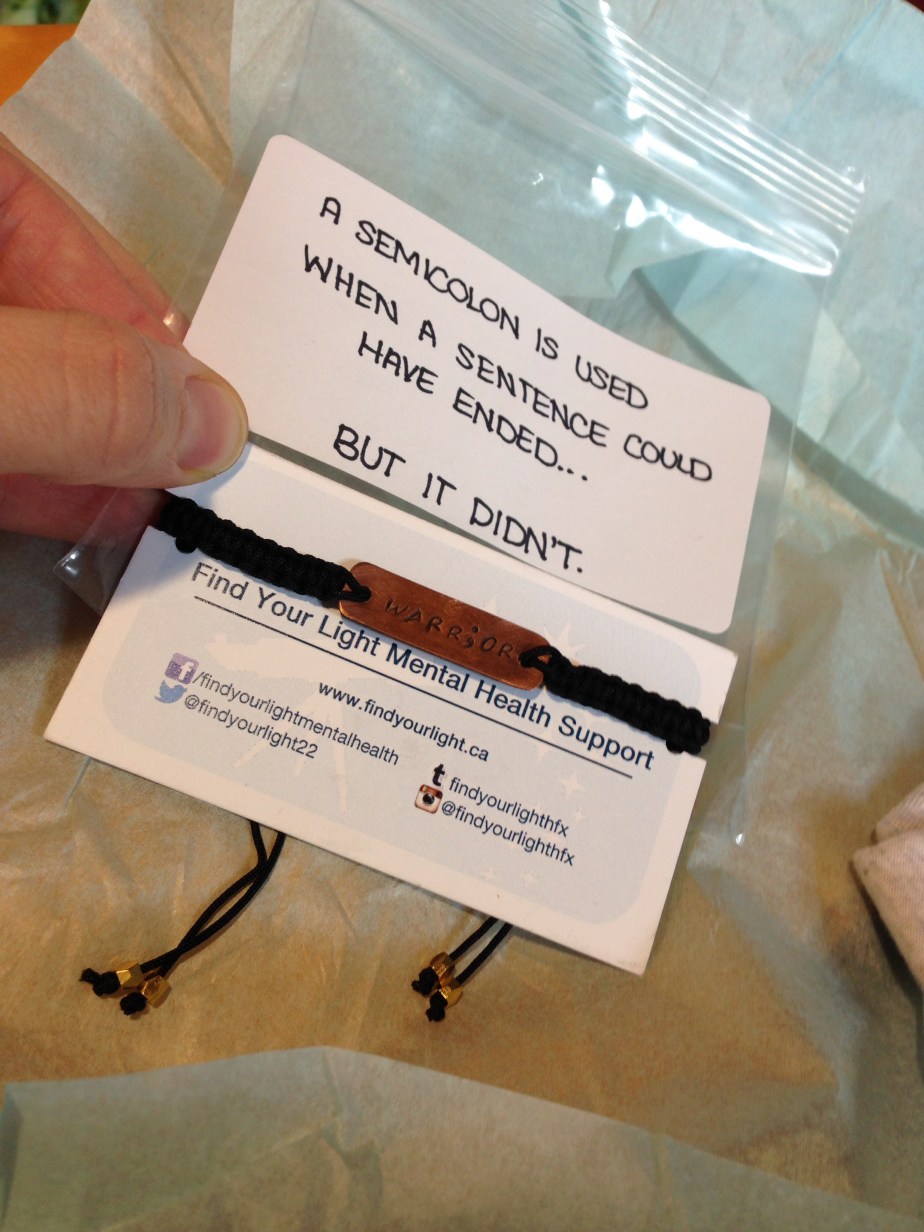 A SEMICOLON IS USED
WHEN A SENTENCE COULD
HAVE ENDED...
BUT IT DIDN'T.
WARR;OR
Find Your Light Mental Health Support
www.findyourlight.ca
f/findyourlightmentalhealth
@findyourlight22
t findyourlighthfx
@findyourlighthfx